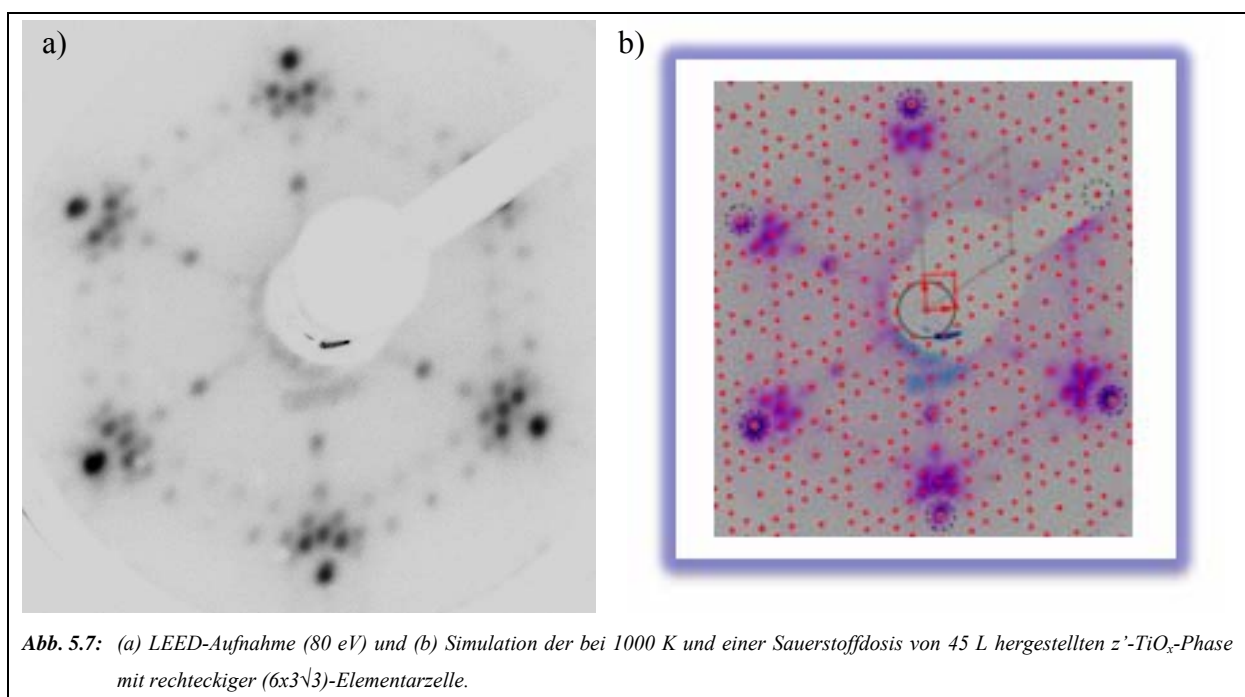 a)
b)
Abb. 5.7: (a) LEED-Aufnahme (80 eV) und (b) Simulation der bei 1000 K und einer Sauerstoffdosis von 45 L hergestellten z’-TiOₓ-Phase
mit rechteckiger (6x3√3)-Elementarzelle.